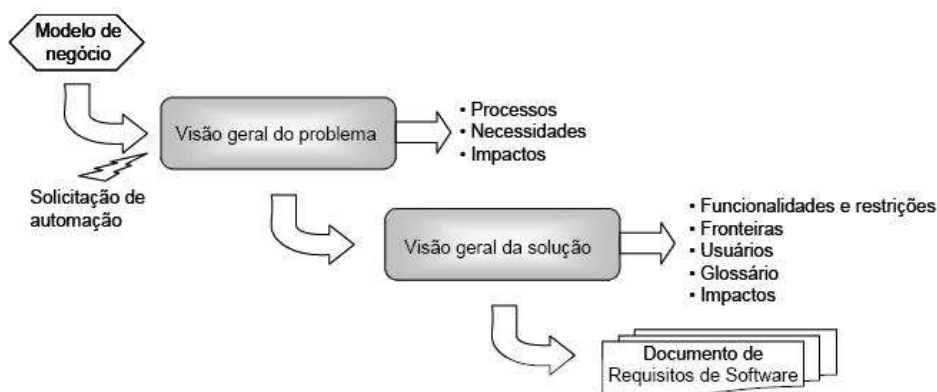 Modelo de
negócio
Visão geral do problema
• Processos
• Necessidades
• Impactos
Solicitação de
automação
Visão geral da solução
• Funcionalidades e restrições
• Fronteiras
• Usuários
• Glossário
• Impactos
Documento de
Requisitos de Software